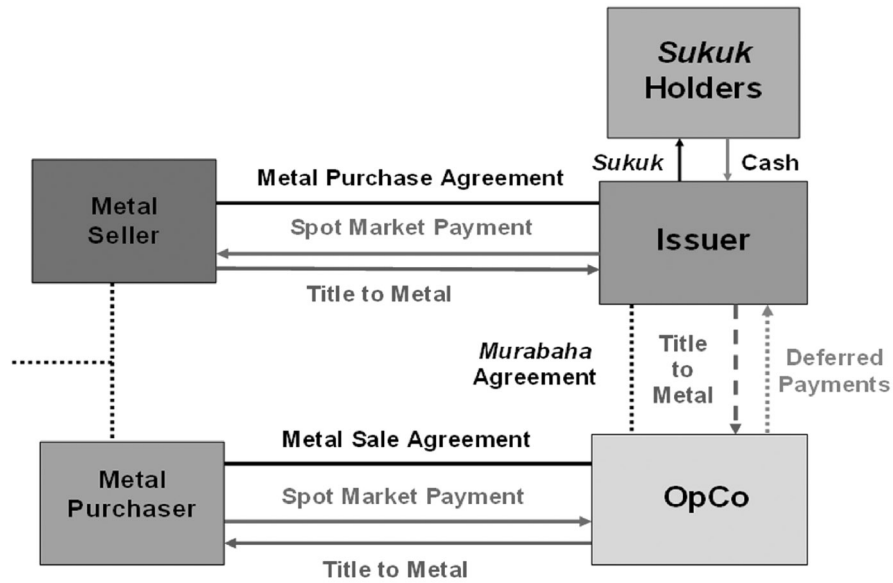 Sukuk
Holders
Sukuk
Cash
Metal Purchase Agreement
Metal
Seller
Spot Market Payment
Issuer
Title to Metal
Murabaha
Agreement
Title
to
Metal
Deferred
Payments
Metal Sale Agreement
Metal
Purchaser
Spot Market Payment
OpCo
Title to Metal